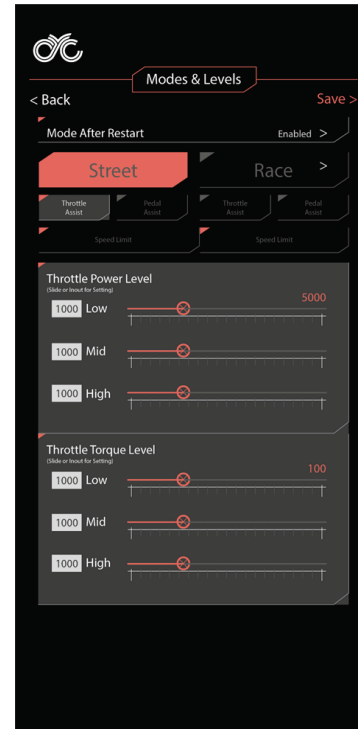 Modes & Levels
< Back
Save >
Mode After Restart
Enabled >
Street
Race >
Throttle Assist
Pedal Assist
Throttle Assist
Pedal Assist
Speed Limit
Speed Limit
Throttle Power Level
(Slide or Inout for Setting)
5000
1000 Low
1000 Mid
1000 High
Throttle Torque Level
(Slide or Inout for Setting)
100
1000 Low
1000 Mid
1000 High